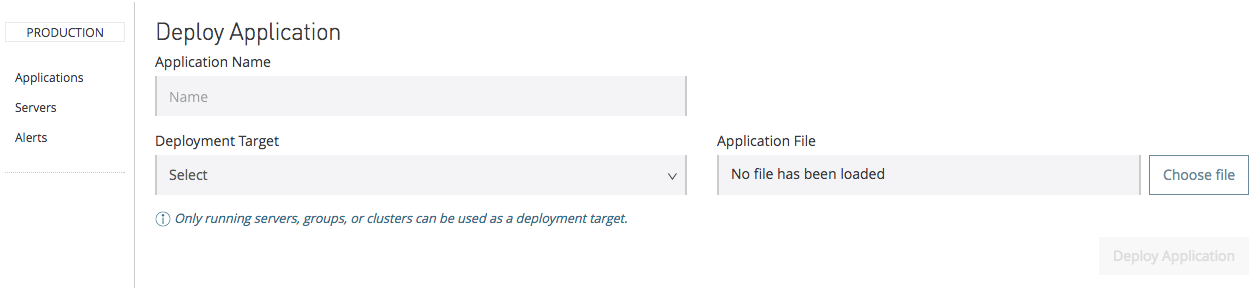 PRODUCTION
Applications
Servers
Alerts
Deploy Application
Application Name
Name
Deployment Target
Select
Application File
No file has been loaded
Choose file
Only running servers, groups, or clusters can be used as a deployment target.
Deploy Application